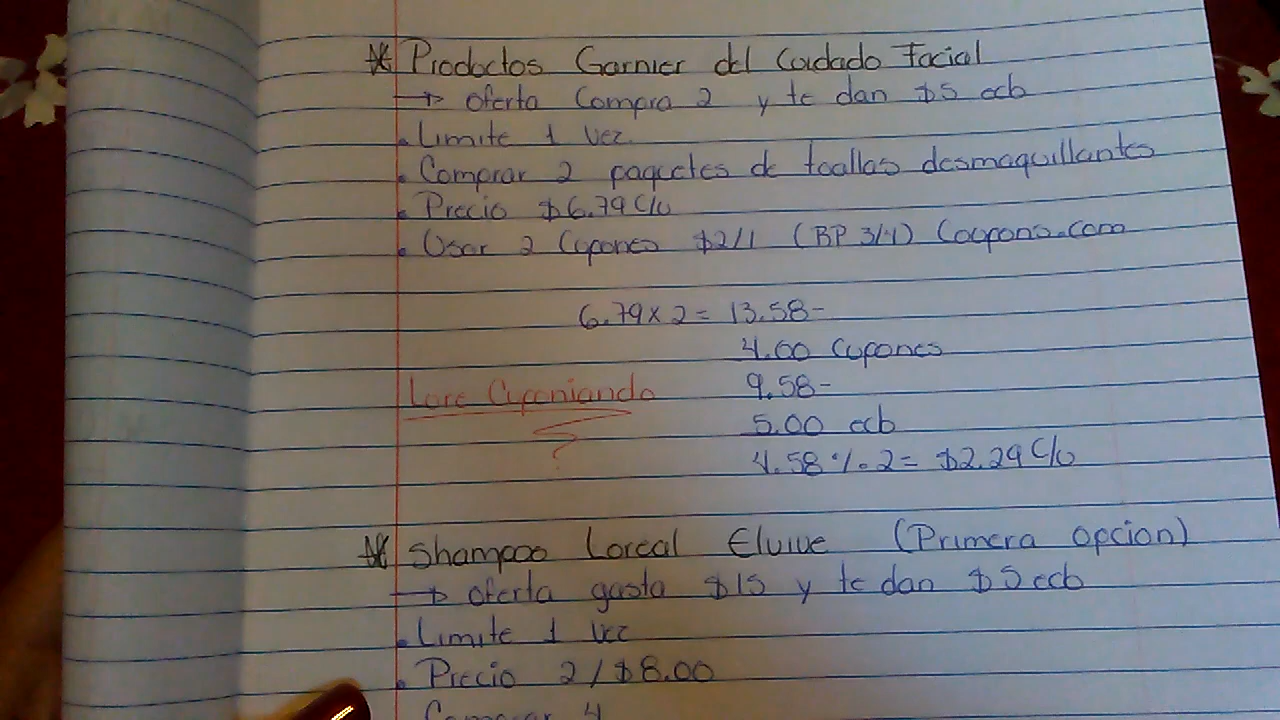 * Productos Garnier del Cuidado Facial
→ oferta Compra 2 y te dan $5 ecb
• Limite 1 vez
• Comprar 2 paquetes de toallas desmaquillantes
• Precio $6.79 c/u
• Usar 2 Cupones $2/1 (BP 3/4) Coupons.com
6.79 x 2 = 13.58-
4.00 Cupones
Lore Cuponiando
9.58-
5.00 ecb
4.58 % 2 = $2.29 c/u
* Shampoo Loreal Elvive (Primera opcion)
→ oferta gasta $15 y te dan $5 ecb
• Limite 1 vez
• Precio 2/$8.00
Comprar 4